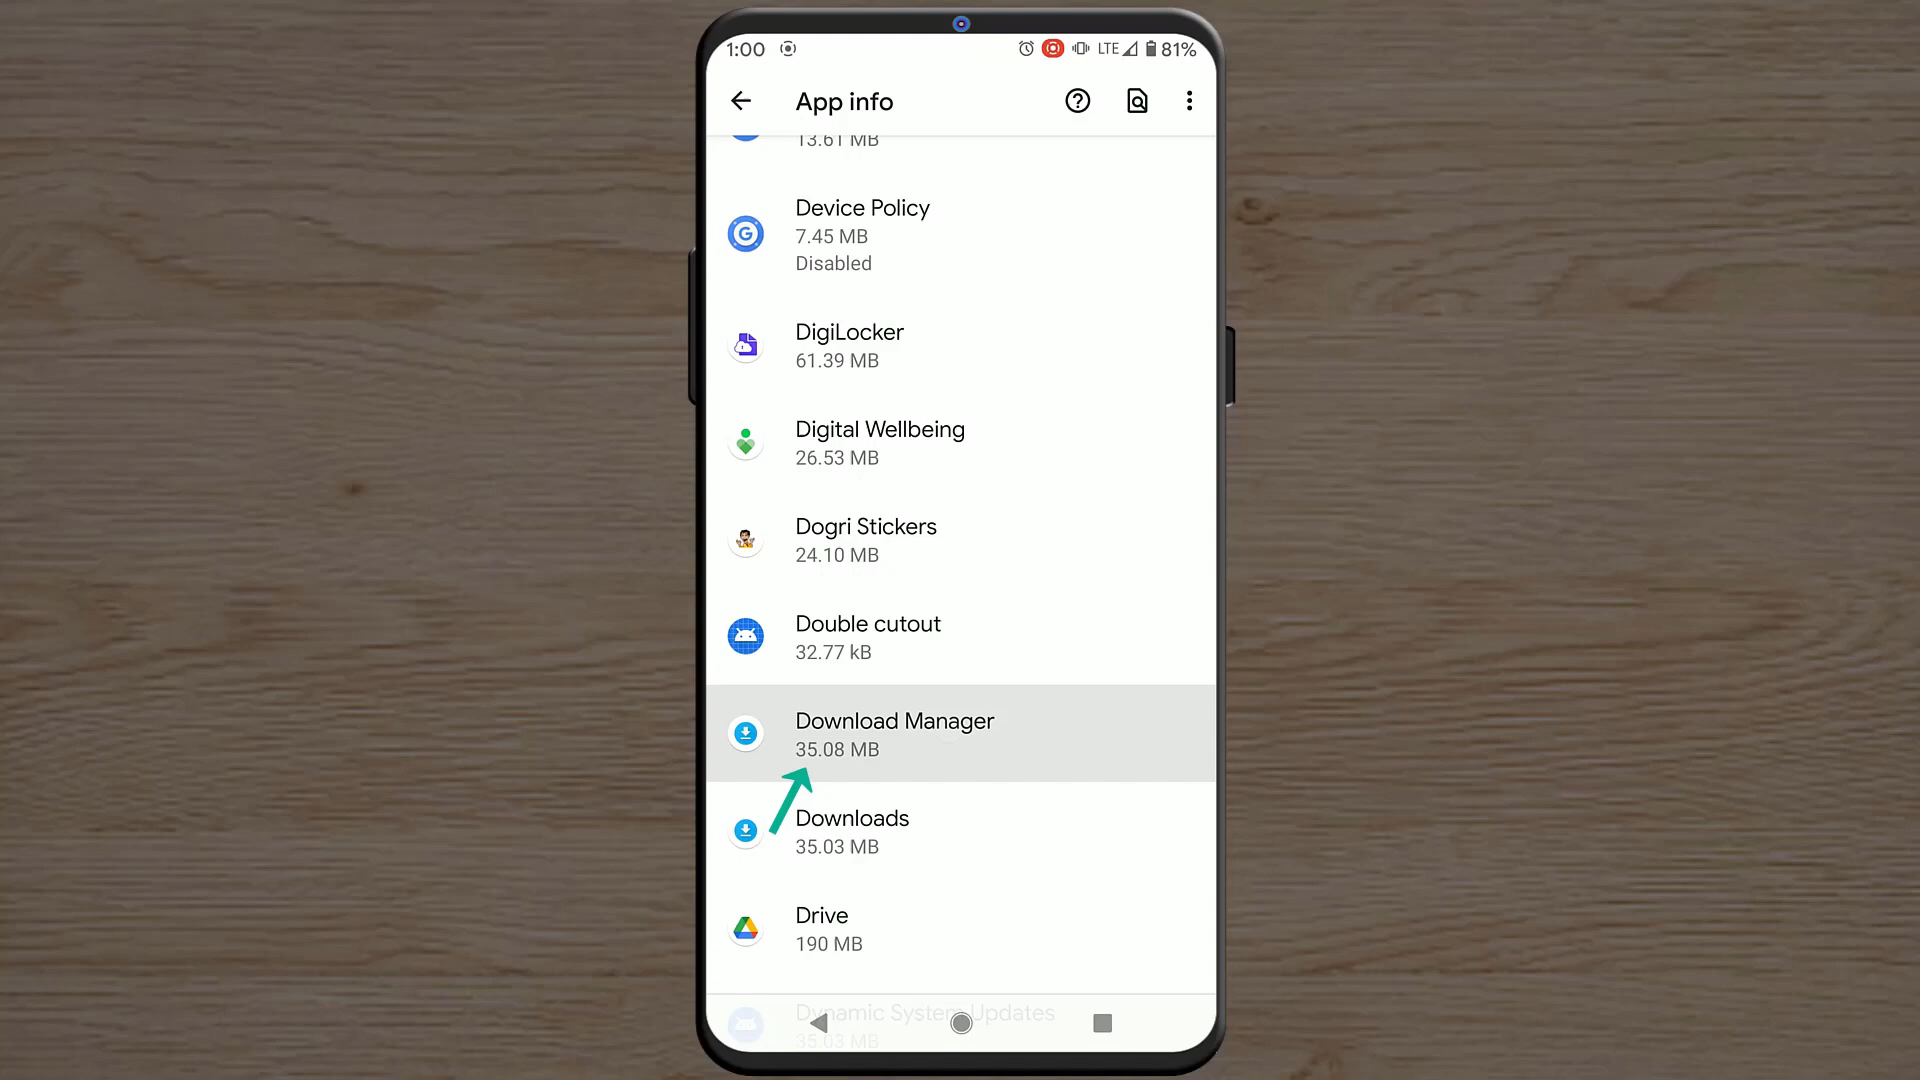 1:00
LTE
81%
App info
13.61 MB
Device Policy
7.45 MB
Disabled
DigiLocker
61.39 MB
Digital Wellbeing
26.53 MB
Dogri Stickers
24.10 MB
Double cutout
32.77 kB
Download Manager
35.08 MB
Downloads
35.03 MB
Drive
190 MB
Dynamic System Updates
35.03 MB